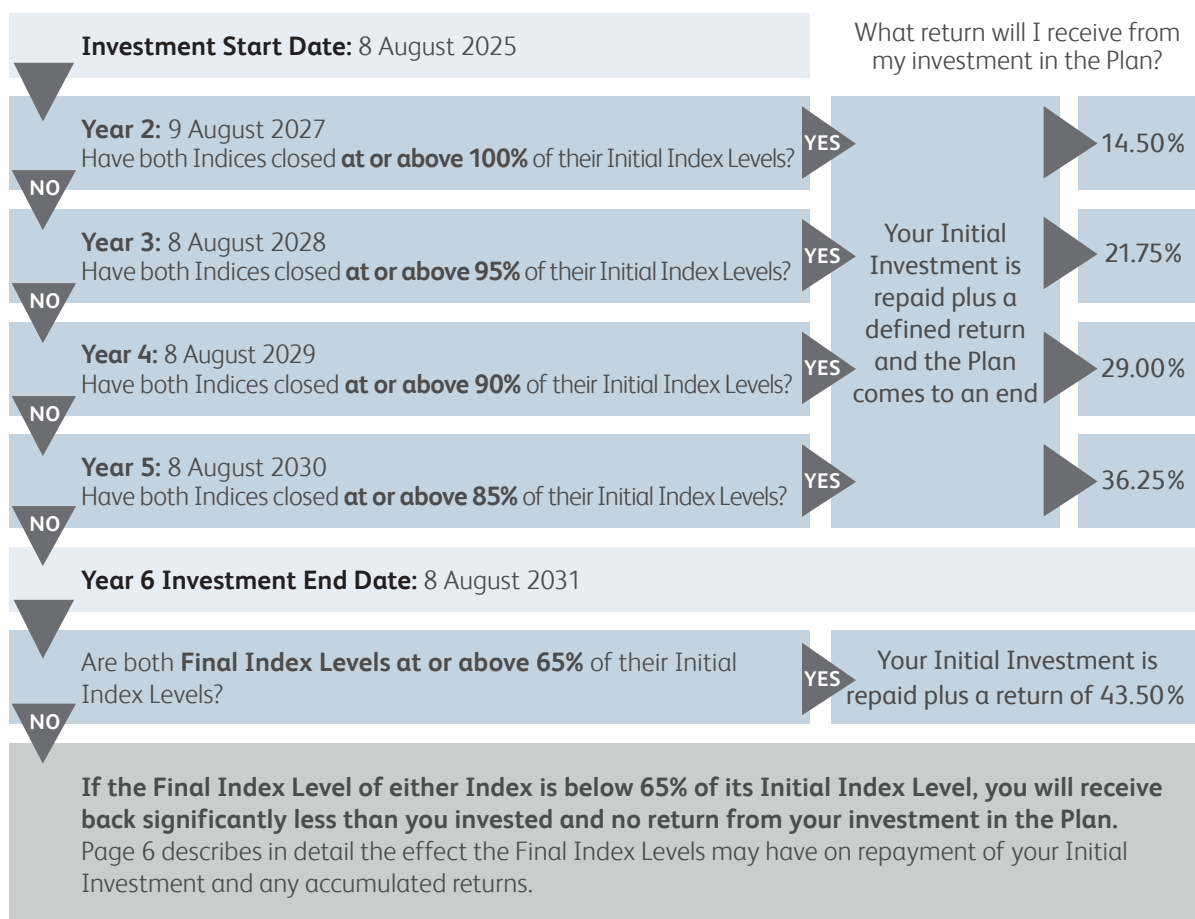 Investment Start Date: 8 August 2025
What return will I receive from
my investment in the Plan?
Year 2: 9 August 2027
Have both Indices closed at or above 100% of their Initial Index Levels?
YES
14.50%
NO
Year 3: 8 August 2028
Have both Indices closed at or above 95% of their Initial Index Levels?
YES
21.75%
NO
Year 4: 8 August 2029
Have both Indices closed at or above 90% of their Initial Index Levels?
YES
29.00%
NO
Year 5: 8 August 2030
Have both Indices closed at or above 85% of their Initial Index Levels?
YES
36.25%
NO
Your Initial
Investment is
repaid plus a
defined return
and the Plan
comes to an end
Year 6 Investment End Date: 8 August 2031
Are both Final Index Levels at or above 65% of their Initial
Index Levels?
YES
Your Initial Investment is
repaid plus a return of 43.50%
NO
If the Final Index Level of either Index is below 65% of its Initial Index Level, you will receive
back significantly less than you invested and no return from your investment in the Plan.
Page 6 describes in detail the effect the Final Index Levels may have on repayment of your Initial
Investment and any accumulated returns.